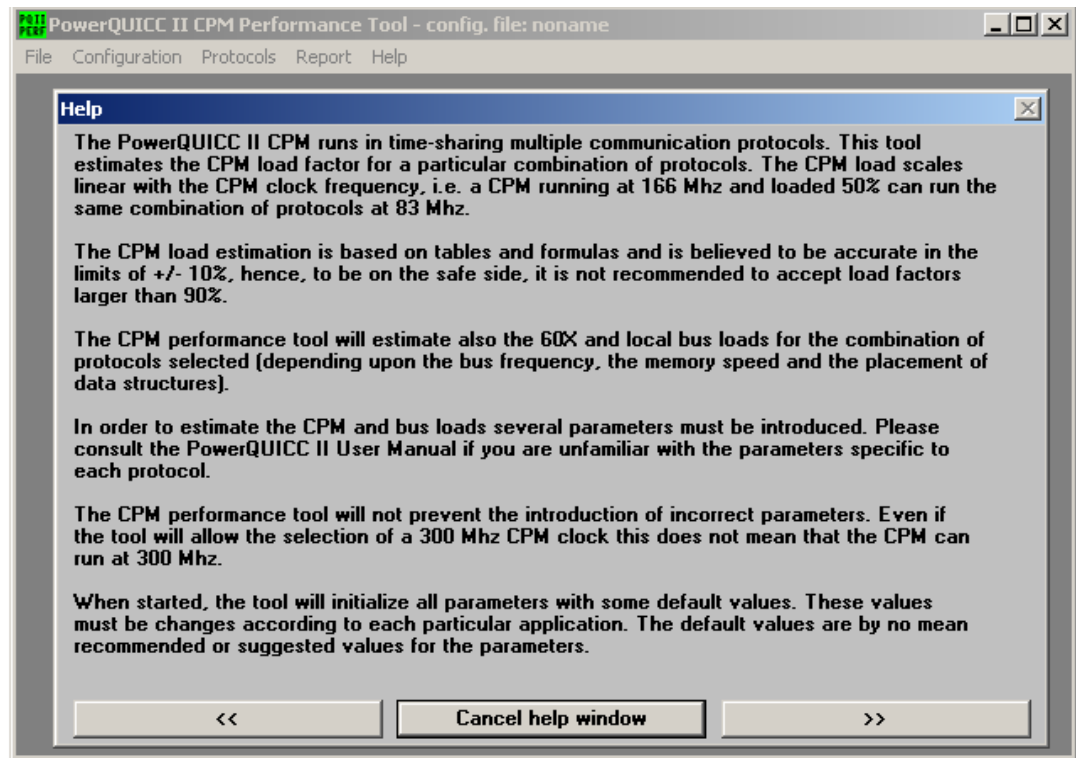 PQII
PERF
PowerQUICC II CPM Performance Tool - config. file: noname
File Configuration Protocols Report Help
Help
The PowerQUICC II CPM runs in time-sharing multiple communication protocols. This tool
estimates the CPM load factor for a particular combination of protocols. The CPM load scales
linear with the CPM clock frequency, i.e. a CPM running at 166 Mhz and loaded 50% can run the
same combination of protocols at 83 Mhz.
The CPM load estimation is based on tables and formulas and is believed to be accurate in the
limits of +/- 10%, hence, to be on the safe side, it is not recommended to accept load factors
larger than 90%.
The CPM performance tool will estimate also the 60X and local bus loads for the combination of
protocols selected (depending upon the bus frequency, the memory speed and the placement of
data structures).
In order to estimate the CPM and bus loads several parameters must be introduced. Please
consult the PowerQUICC II User Manual if you are unfamiliar with the parameters specific to
each protocol.
The CPM performance tool will not prevent the introduction of incorrect parameters. Even if
the tool will allow the selection of a 300 Mhz CPM clock this does not mean that the CPM can
run at 300 Mhz.
When started, the tool will initialize all parameters with some default values. These values
must be changes according to each particular application. The default values are by no mean
recommended or suggested values for the parameters.
<< Cancel help window >>